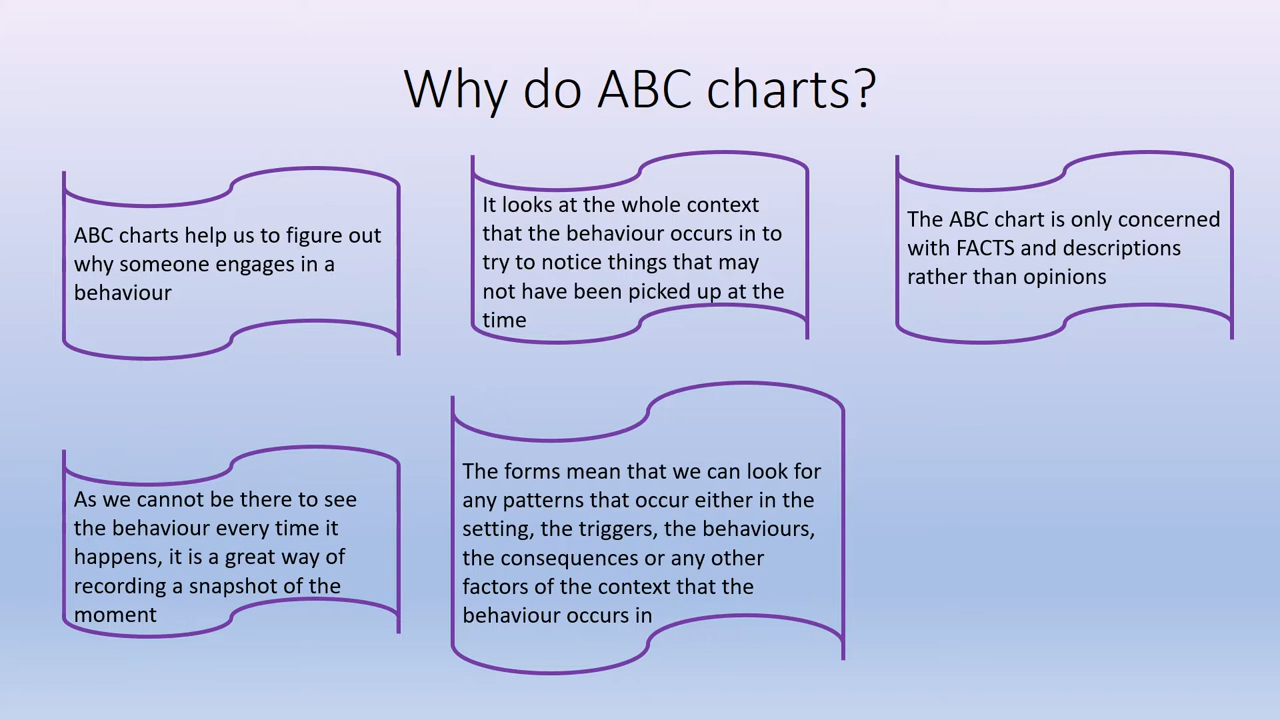 Why do ABC charts?
ABC charts help us to figure out
why someone engages in a
behaviour
It looks at the whole context
that the behaviour occurs in to
try to notice things that may
not have been picked up at the
time
The ABC chart is only concerned
with FACTS and descriptions
rather than opinions
As we cannot be there to see
the behaviour every time it
happens, it is a great way of
recording a snapshot of the
moment
The forms mean that we can look for
any patterns that occur either in the
setting, the triggers, the behaviours,
the consequences or any other
factors of the context that the
behaviour occurs in